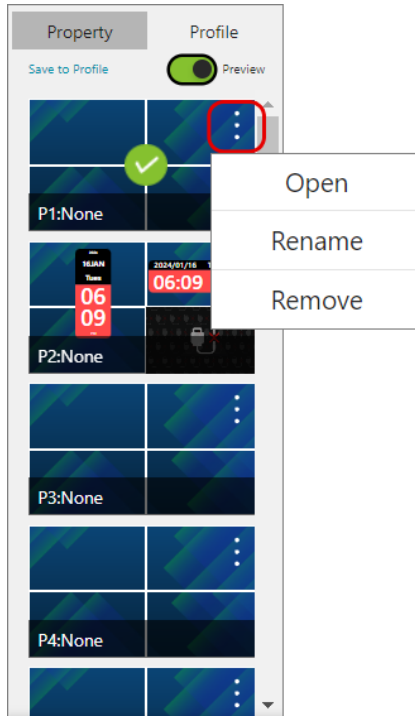 Property Profile
Save to Profile Preview
Open
P1:None
Rename
Remove
16JAN
Tues
06
09
2024/01/16
06:09
P2:None
P3:None
P4:None